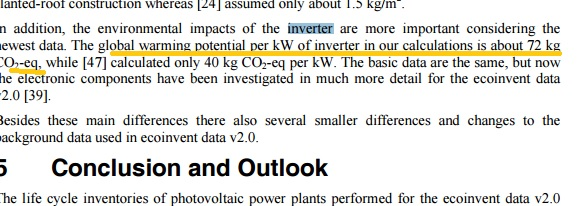 lanted-roof construction whereas [24] assumed only about 1.5 kg/m².
n addition, the environmental impacts of the inverter are more important considering the
ewest data. The global warming potential per kW of inverter in our calculations is about 72 kg
CO₂-eq, while [47] calculated only 40 kg CO₂-eq per kW. The basic data are the same, but now
he electronic components have been investigated in much more detail for the ecoinvent data
2.0 [39].
Besides these main differences there also several smaller differences and changes to the
background data used in ecoinvent data v2.0.
5 Conclusion and Outlook
The life cycle inventories of photovoltaic power plants performed for the ecoinvent data v2.0